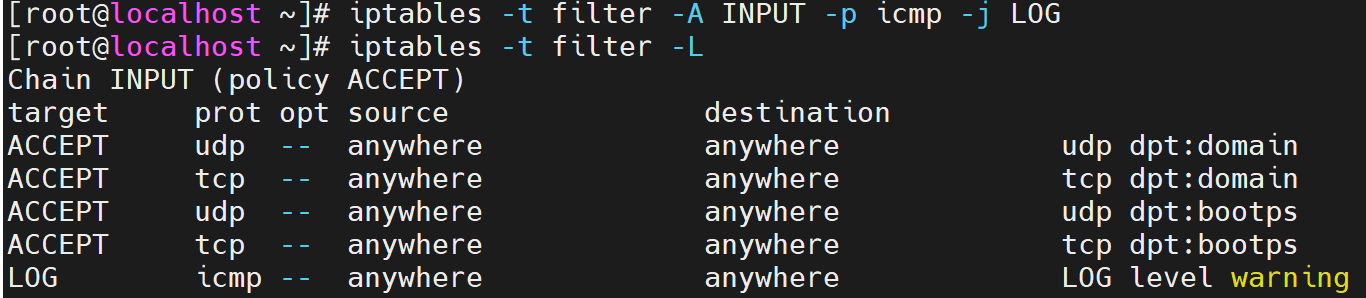 [root@localhost ~]# iptables -t filter -A INPUT -p icmp -j LOG
[root@localhost ~]# iptables -t filter -L
Chain INPUT (policy ACCEPT)
target     prot opt source               destination
ACCEPT     udp  --  anywhere             anywhere             udp dpt:domain
ACCEPT     tcp  --  anywhere             anywhere             tcp dpt:domain
ACCEPT     udp  --  anywhere             anywhere             udp dpt:bootps
ACCEPT     tcp  --  anywhere             anywhere             tcp dpt:bootps
LOG        icmp --  anywhere             anywhere             LOG level warning